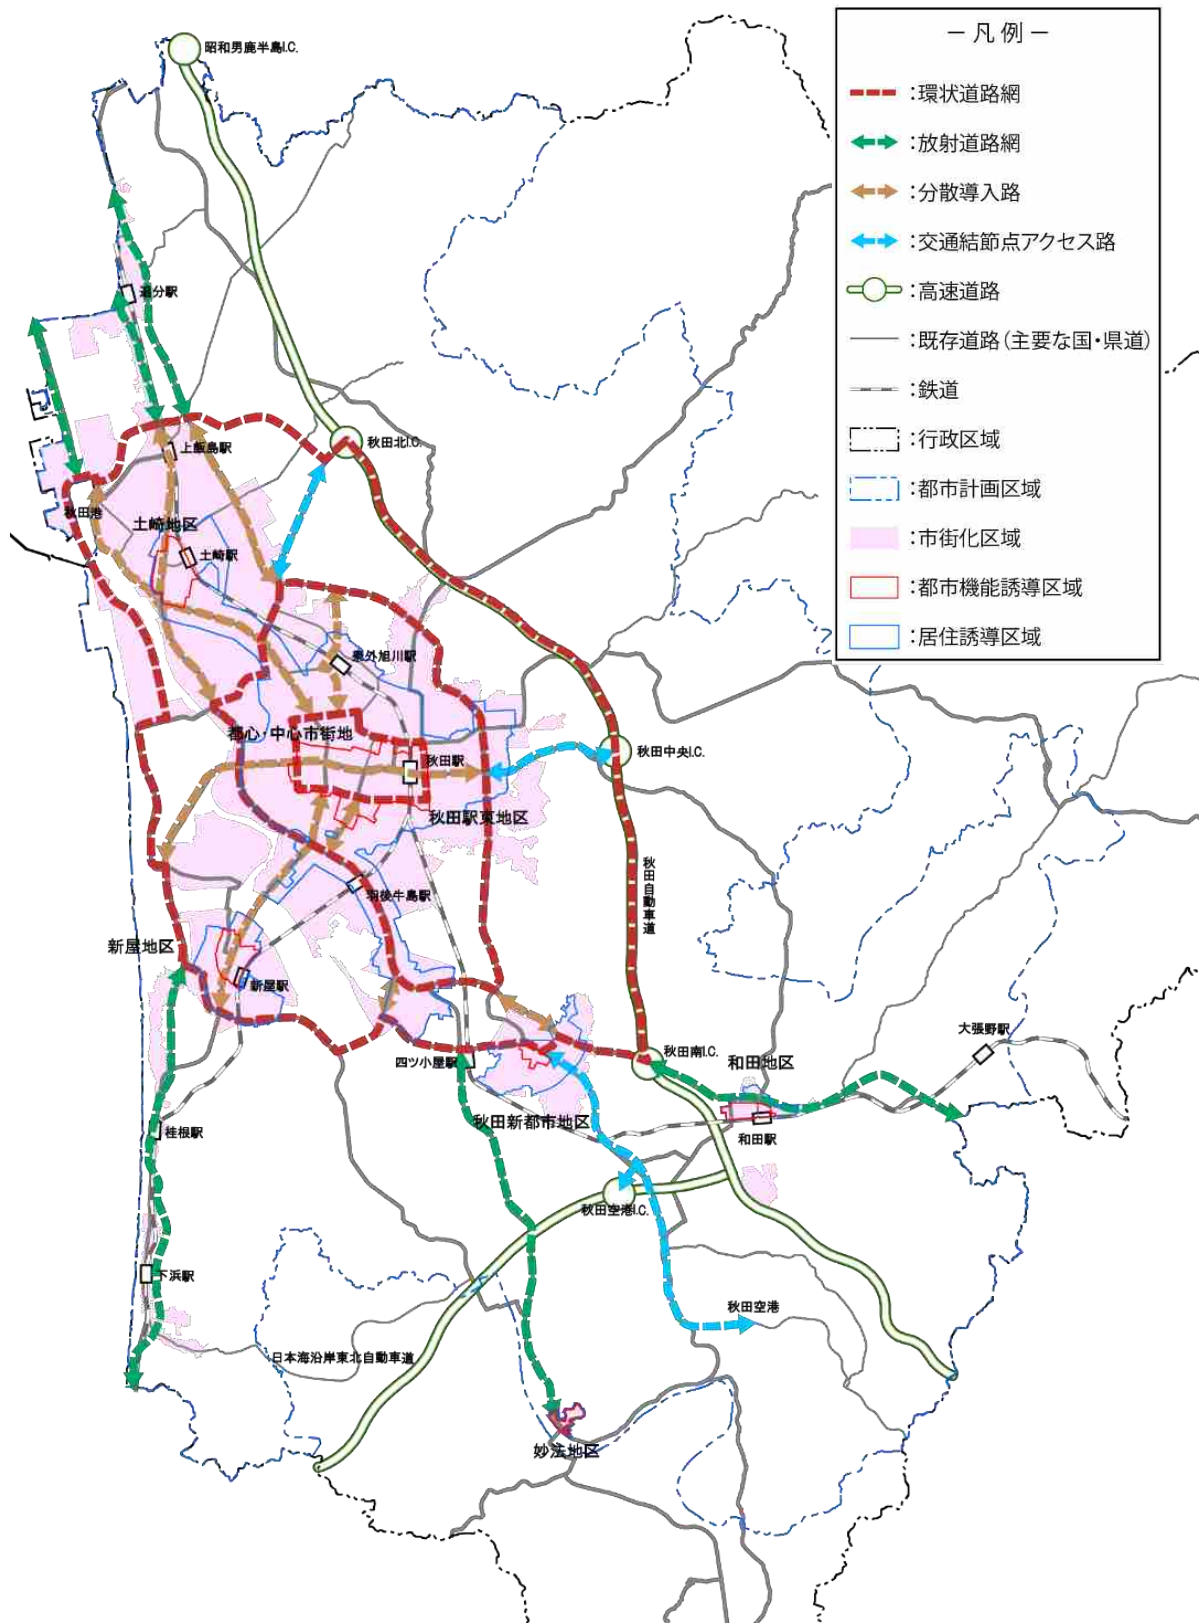 －凡 例－
：環状道路網
：放射道路網
：分散導入路
：交通結節点アクセス路
：高速道路
：既存道路（主要な国・県道）
：鉄道
：行政区域
：都市計画区域
：市街化区域
：都市機能誘導区域
：居住誘導区域
昭和男鹿半島I.C.
追分駅
上飯島駅
秋田北I.C.
秋田港
土崎地区
土崎駅
泉外旭川駅
都心・中心市街地
秋田駅
秋田中央I.C.
秋田駅東地区
秋田自動車道
羽後牛島駅
新屋地区
新屋駅
四ツ小屋駅
秋田南I.C.
和田地区
大張野駅
秋田新都市地区
和田駅
桂根駅
秋田空港I.C.
下浜駅
秋田空港
日本海沿岸東北自動車道
妙法地区